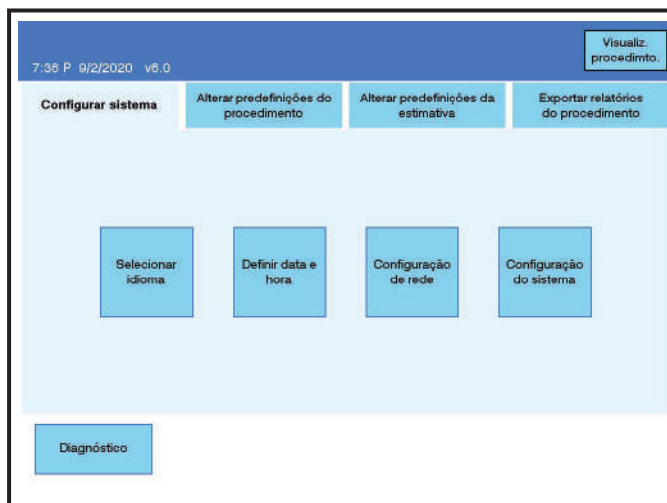 Visualiz.
procedimto.
7:36 P 9/2/2020 v6.0
Configurar sistema
Alterar predefinições do
procedimento
Alterar predefinições da
estimativa
Exportar relatórios
do procedimento
Selecionar
idioma
Definir data e
hora
Configuração
de rede
Configuração
do sistema
Diagnóstico